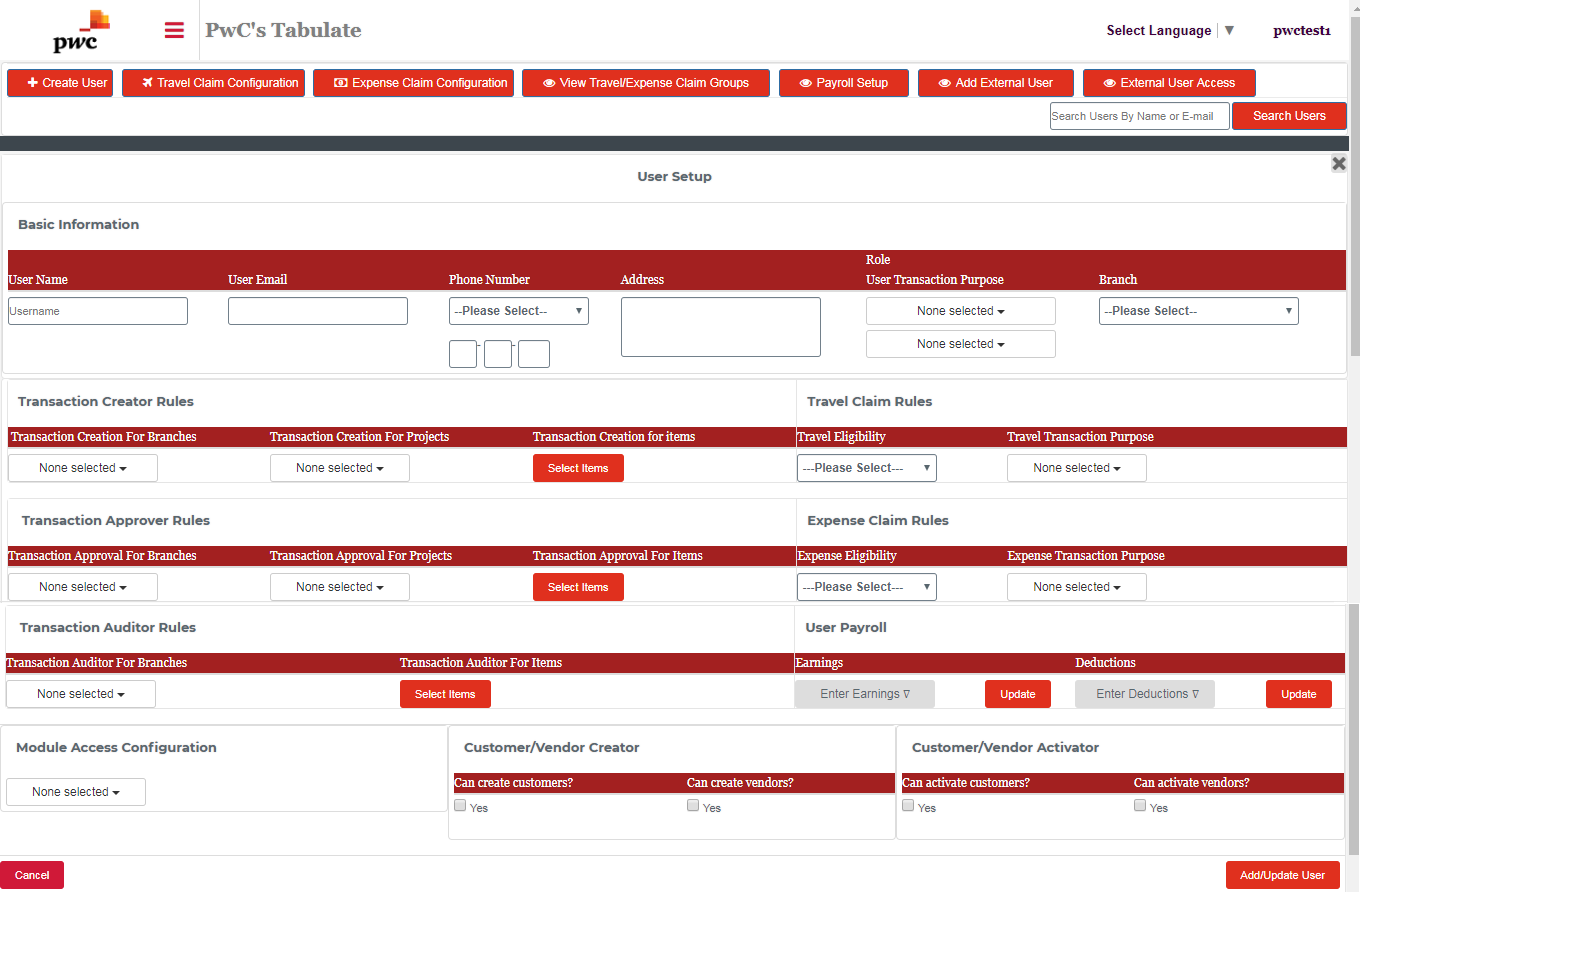 pwc
PwC's Tabulate
Select Language ▼
pwctest1
Create User
Travel Claim Configuration
Expense Claim Configuration
View Travel/Expense Claim Groups
Payroll Setup
Add External User
External User Access
Search Users By Name or E-mail
Search Users
User Setup
Basic Information
Role
User Name
User Email
Phone Number
Address
User Transaction Purpose
Branch
Username
--Please Select--
None selected
--Please Select--
None selected
- -
Transaction Creator Rules
Travel Claim Rules
Transaction Creation For Branches
Transaction Creation For Projects
Transaction Creation for items
Travel Eligibility
Travel Transaction Purpose
None selected
None selected
Select Items
---Please Select---
None selected
Transaction Approver Rules
Expense Claim Rules
Transaction Approval For Branches
Transaction Approval For Projects
Transaction Approval For Items
Expense Eligibility
Expense Transaction Purpose
None selected
None selected
Select Items
---Please Select---
None selected
Transaction Auditor Rules
User Payroll
Transaction Auditor For Branches
Transaction Auditor For Items
Earnings
Deductions
None selected
Select Items
Enter Earnings ∇
Update
Enter Deductions ∇
Update
Module Access Configuration
Customer/Vendor Creator
Customer/Vendor Activator
Can create customers?
Can create vendors?
Can activate customers?
Can activate vendors?
None selected
Yes
Yes
Yes
Yes
Cancel
Add/Update User